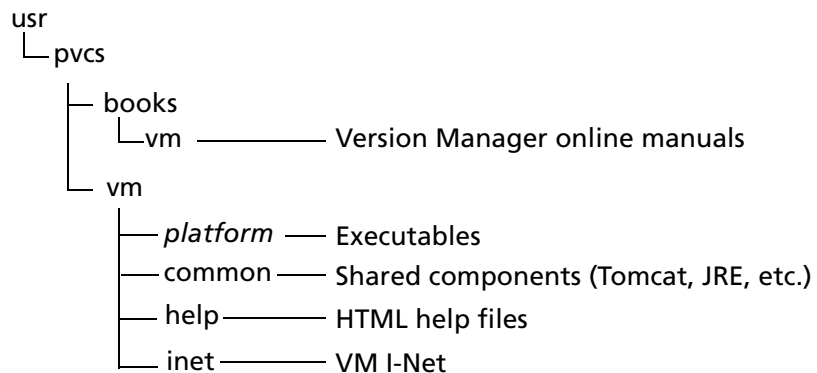 usr
pvcs
books
vm Version Manager online manuals
vm
platform Executables
common Shared components (Tomcat, JRE, etc.)
help HTML help files
inet VM I-Net